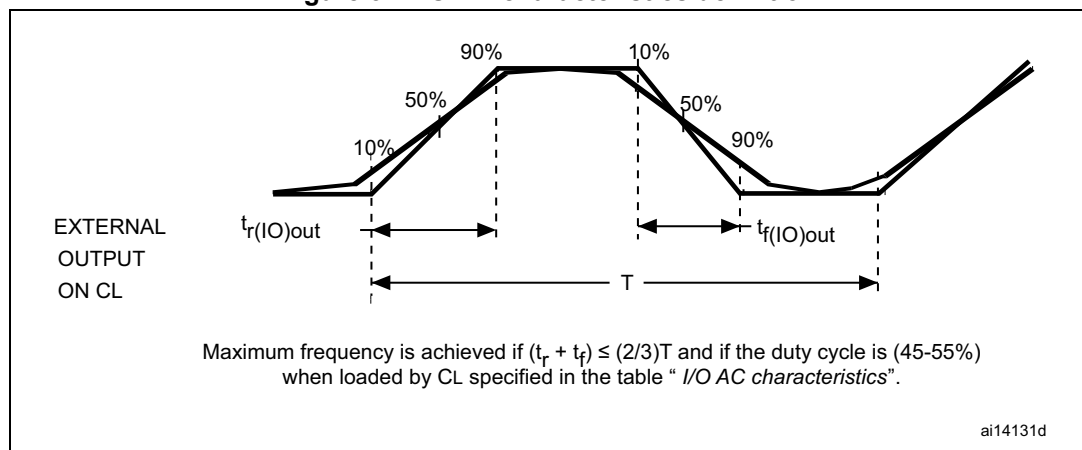 90%
10%
50%
50%
10%
90%
EXTERNAL
OUTPUT
ON CL
tr(IO)out
tf(IO)out
T
Maximum frequency is achieved if (tr + tf) ≤ (2/3)T and if the duty cycle is (45-55%)
when loaded by CL specified in the table “ I/O AC characteristics”.
ai14131d